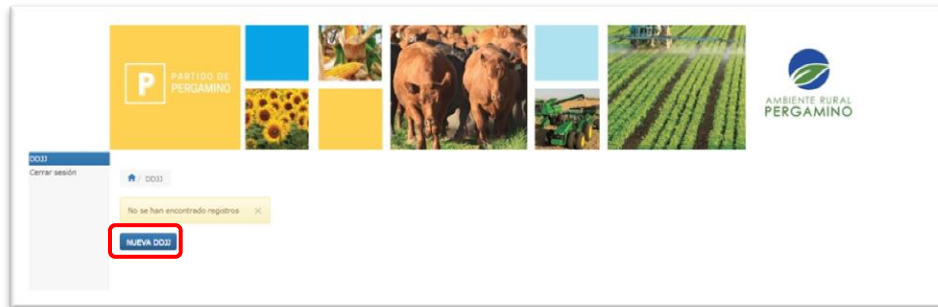 P
PARTIDO DE
PERGAMINO
AMBIENTE RURAL
PERGAMINO
DDJJ
Cerrar sesión
/ DDJJ
No se han encontrado registros ×
NUEVA DDJJ